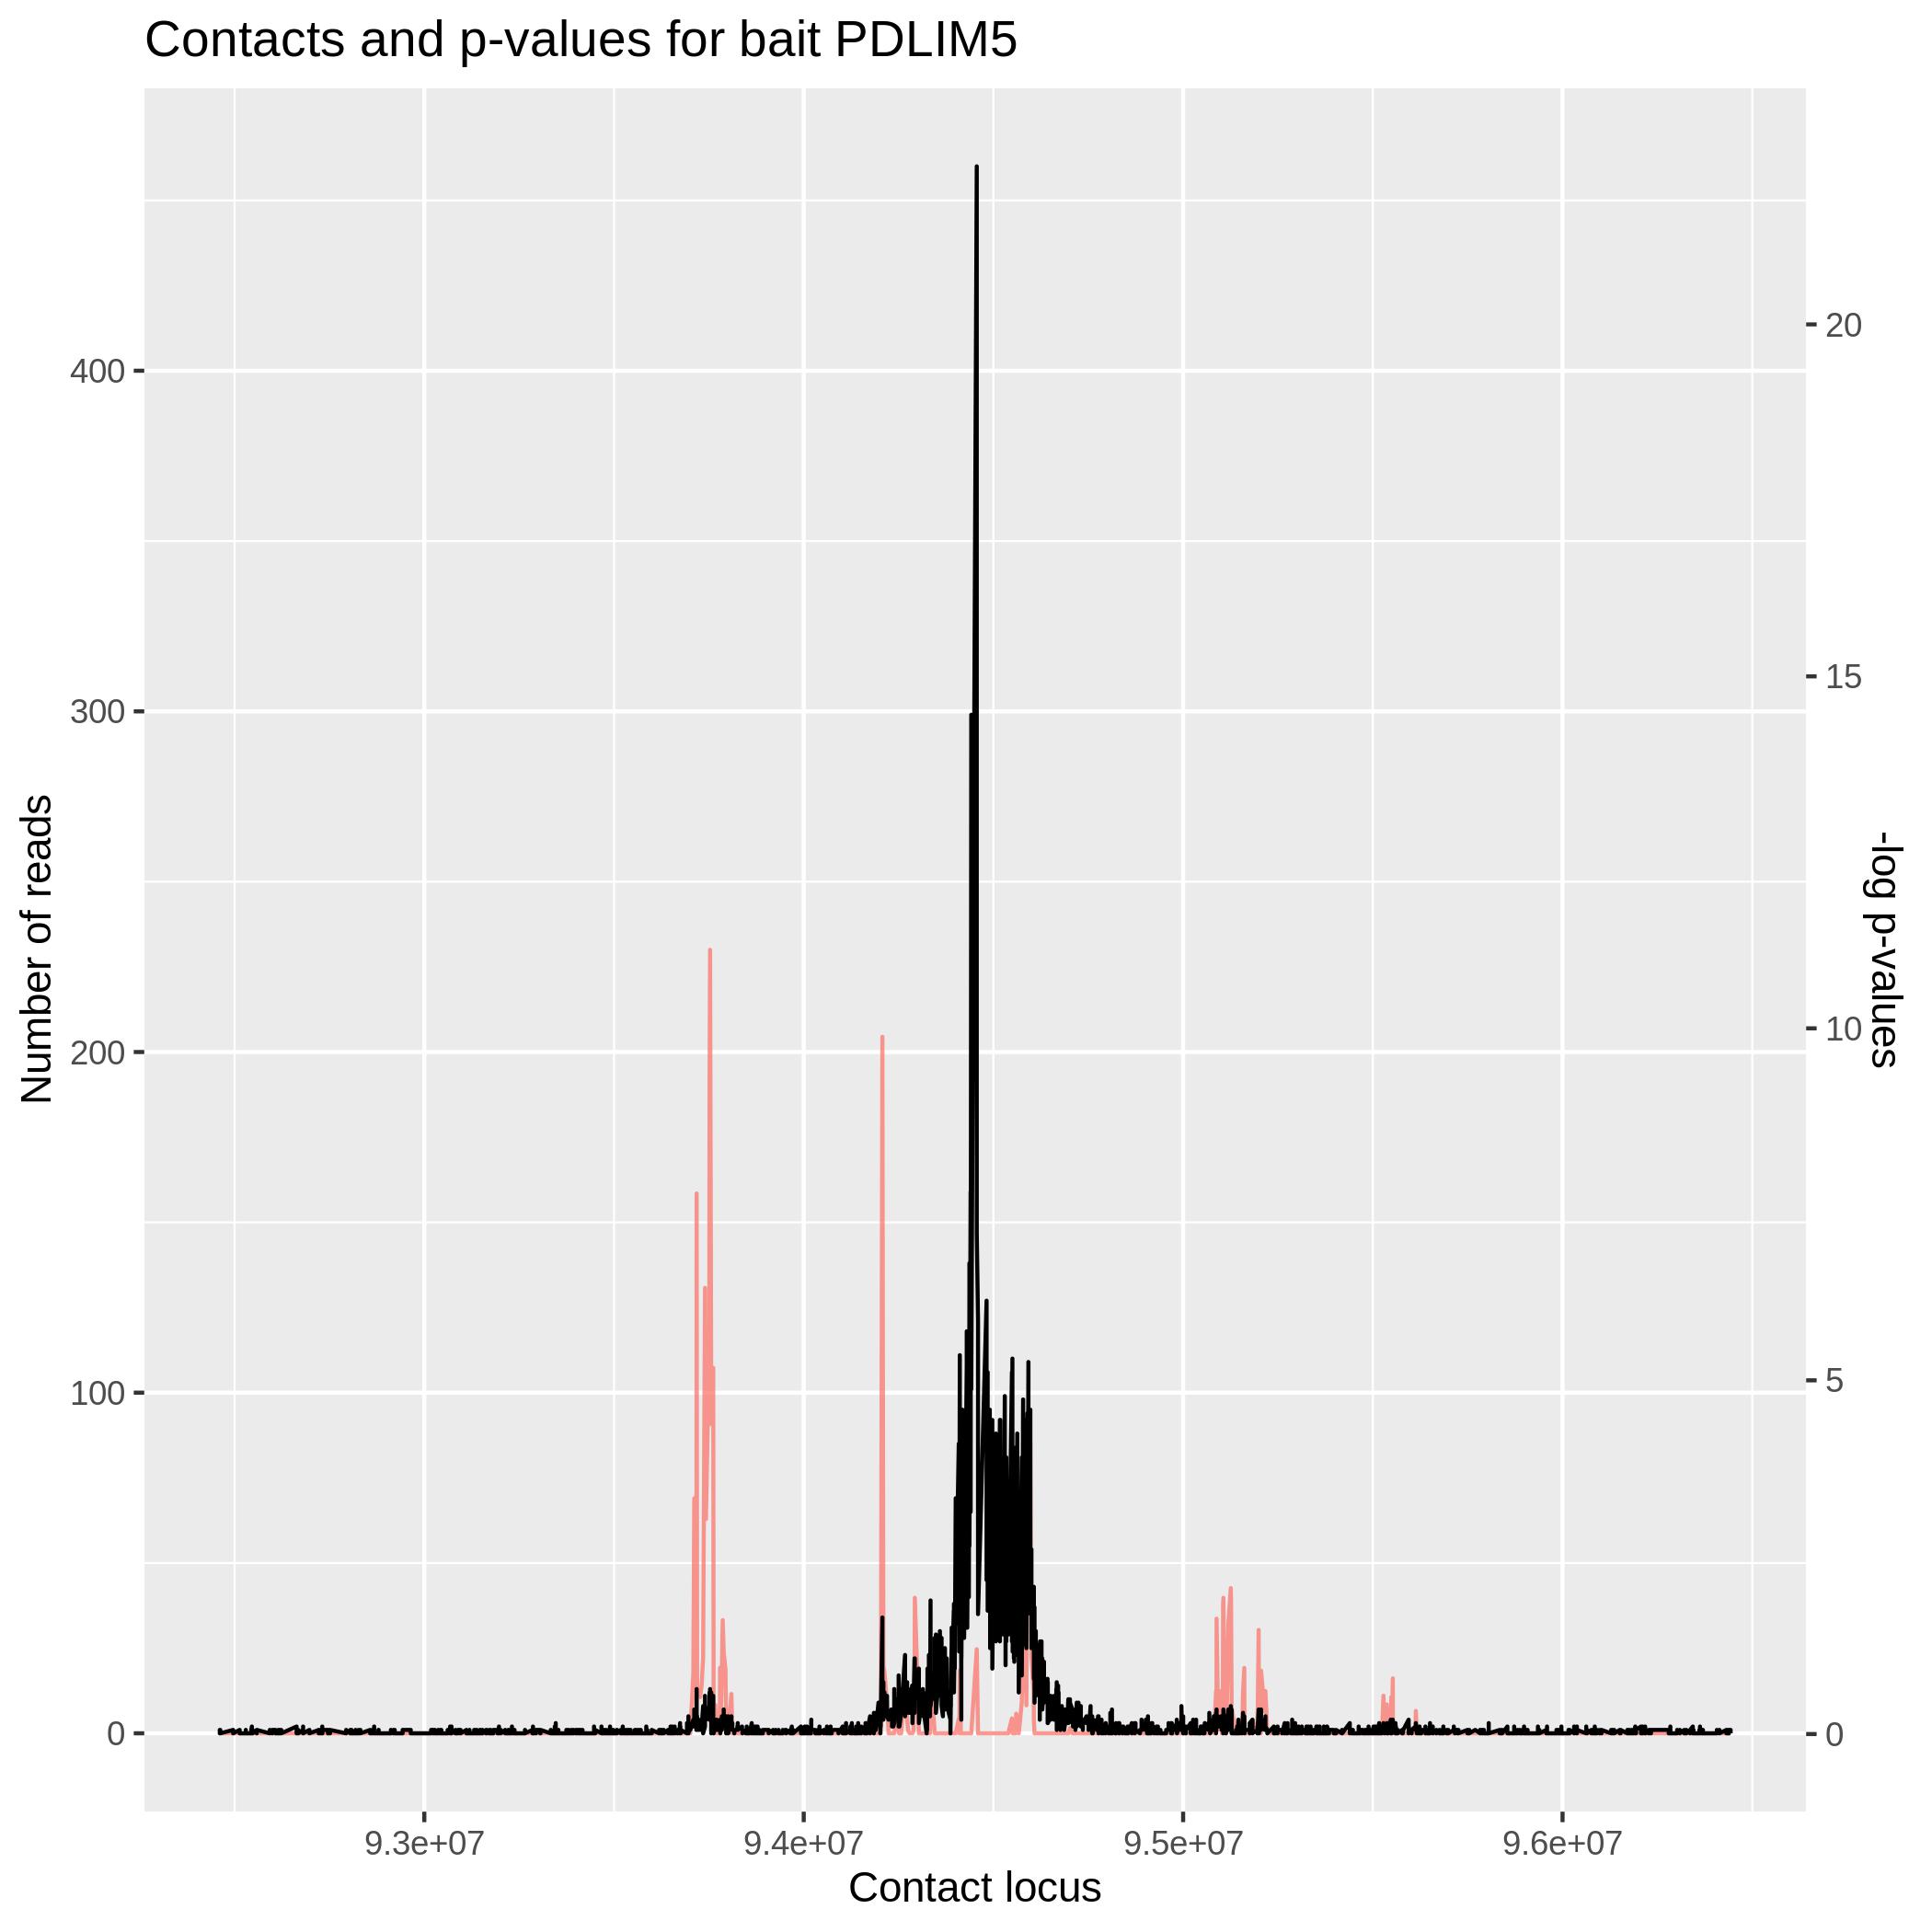 Contacts and p-values for bait PDLIM5
Number of reads
400
300
200
100
0
20
15
10
5
0
-log p-values
9.3e+07
9.4e+07
9.5e+07
9.6e+07
Contact locus